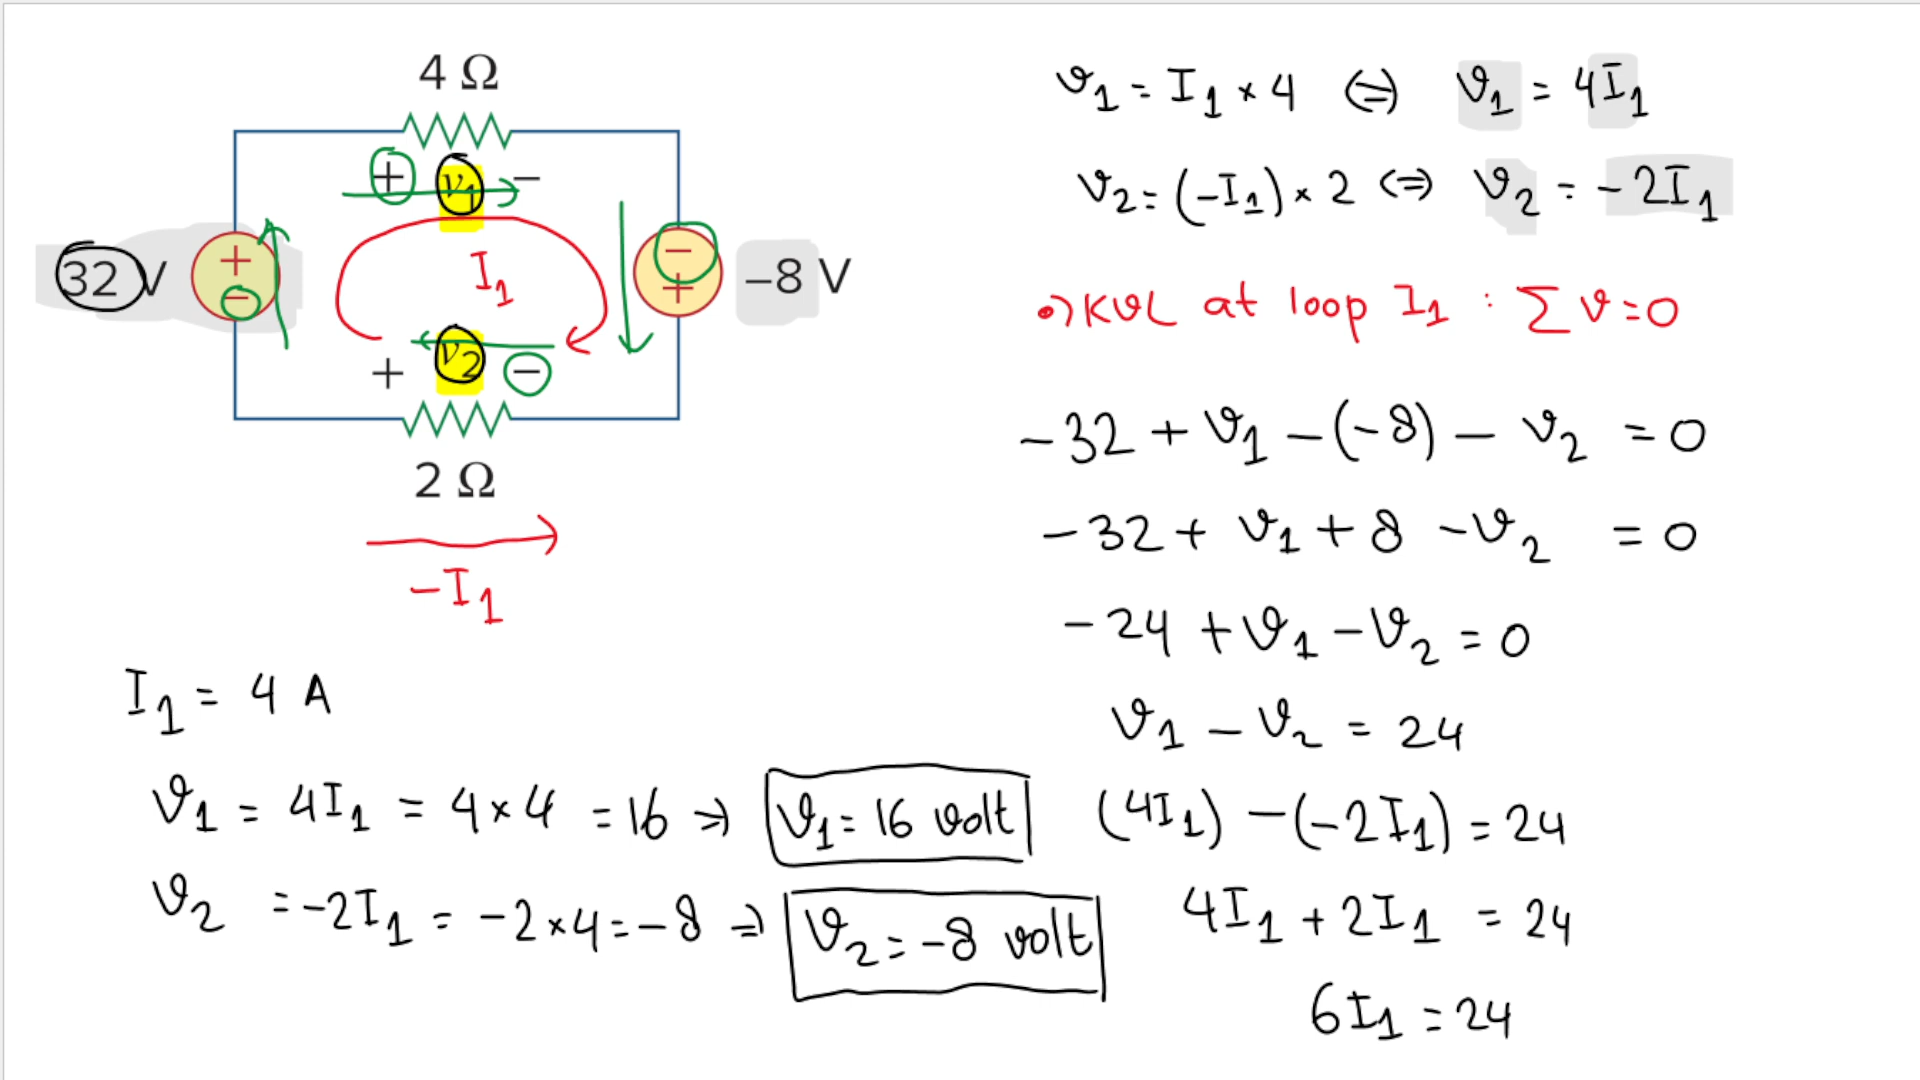 4 Ω
+ v1 −
32 V
+
−
I1
−
+
−8 V
+ v2 −
2 Ω
−I1
I1 = 4 A
v1 = 4I1 = 4×4 = 16 ⇒ v1 = 16 volt
v2 = −2I1 = −2×4 = −8 ⇒ v2 = −8 volt
v1 = I1 × 4 ⇔ v1 = 4I1
v2 = (−I1) × 2 ⇔ v2 = −2I1
•) KVL at loop I1 : Σ v = 0
−32 + v1 − (−8) − v2 = 0
−32 + v1 + 8 − v2 = 0
−24 + v1 − v2 = 0
v1 − v2 = 24
(4I1) − (−2I1) = 24
4I1 + 2I1 = 24
6I1 = 24